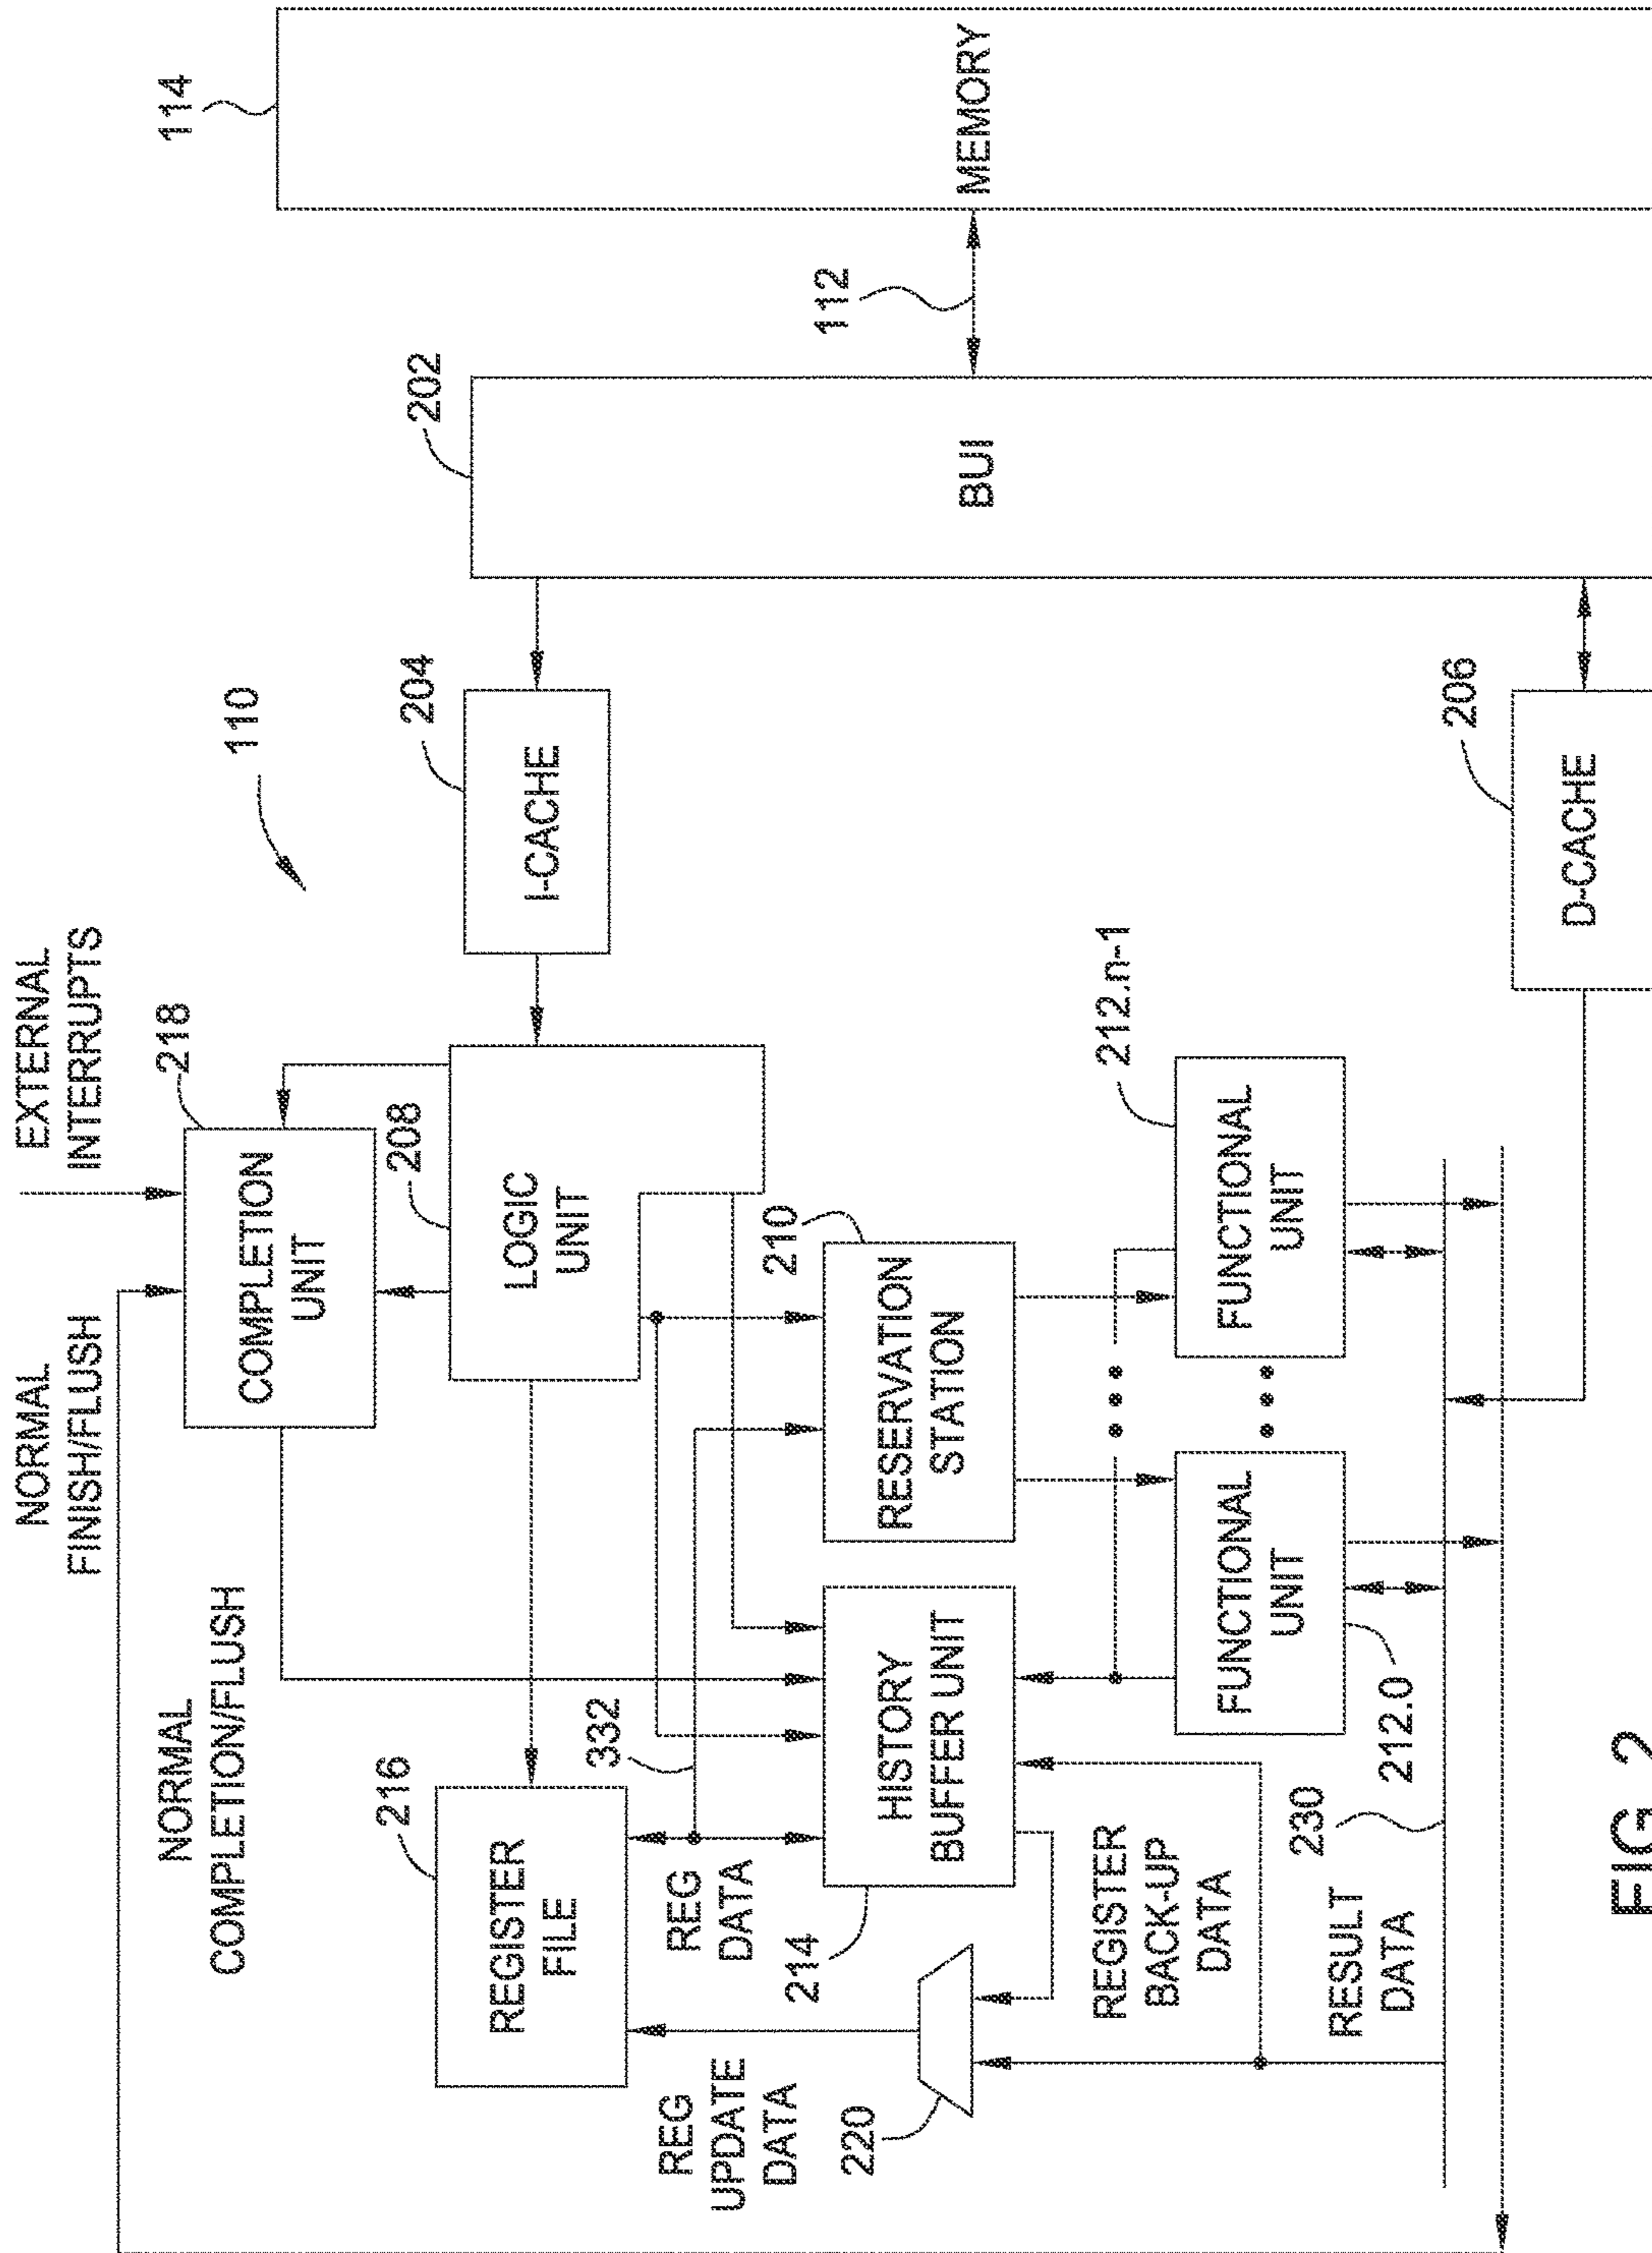 NORMAL
FINISH/FLUSH
EXTERNAL
INTERRUPTS
NORMAL
COMPLETION/FLUSH
218
114
COMPLETION
UNIT
110
216
208
204
202
REGISTER
FILE
LOGIC
UNIT
I-CACHE
332
REG
UPDATE
DATA
REG
DATA
210
112
220
214
HISTORY
BUFFER UNIT
RESERVATION
STATION
BUI
MEMORY
REGISTER
BACK-UP
DATA
212.n-1
FUNCTIONAL
UNIT
• • •
FUNCTIONAL
UNIT
RESULT
DATA
230
212.0
206
D-CACHE
FIG. 2